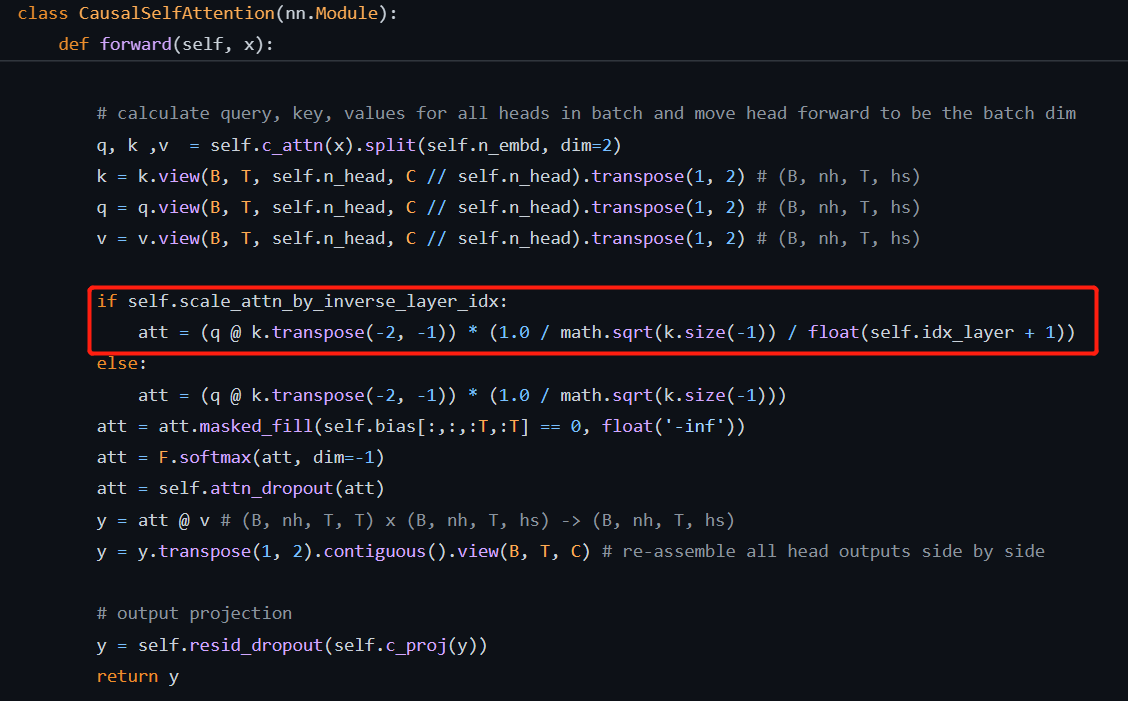 class CausalSelfAttention(nn.Module):
def forward(self, x):
# calculate query, key, values for all heads in batch and move head forward to be the batch dim
q, k ,v  = self.c_attn(x).split(self.n_embd, dim=2)
k = k.view(B, T, self.n_head, C // self.n_head).transpose(1, 2) # (B, nh, T, hs)
q = q.view(B, T, self.n_head, C // self.n_head).transpose(1, 2) # (B, nh, T, hs)
v = v.view(B, T, self.n_head, C // self.n_head).transpose(1, 2) # (B, nh, T, hs)
if self.scale_attn_by_inverse_layer_idx:
att = (q @ k.transpose(-2, -1)) * (1.0 / math.sqrt(k.size(-1)) / float(self.idx_layer + 1))
else:
att = (q @ k.transpose(-2, -1)) * (1.0 / math.sqrt(k.size(-1)))
att = att.masked_fill(self.bias[:,:,:T,:T] == 0, float('-inf'))
att = F.softmax(att, dim=-1)
att = self.attn_dropout(att)
y = att @ v # (B, nh, T, T) x (B, nh, T, hs) -> (B, nh, T, hs)
y = y.transpose(1, 2).contiguous().view(B, T, C) # re-assemble all head outputs side by side
# output projection
y = self.resid_dropout(self.c_proj(y))
return y